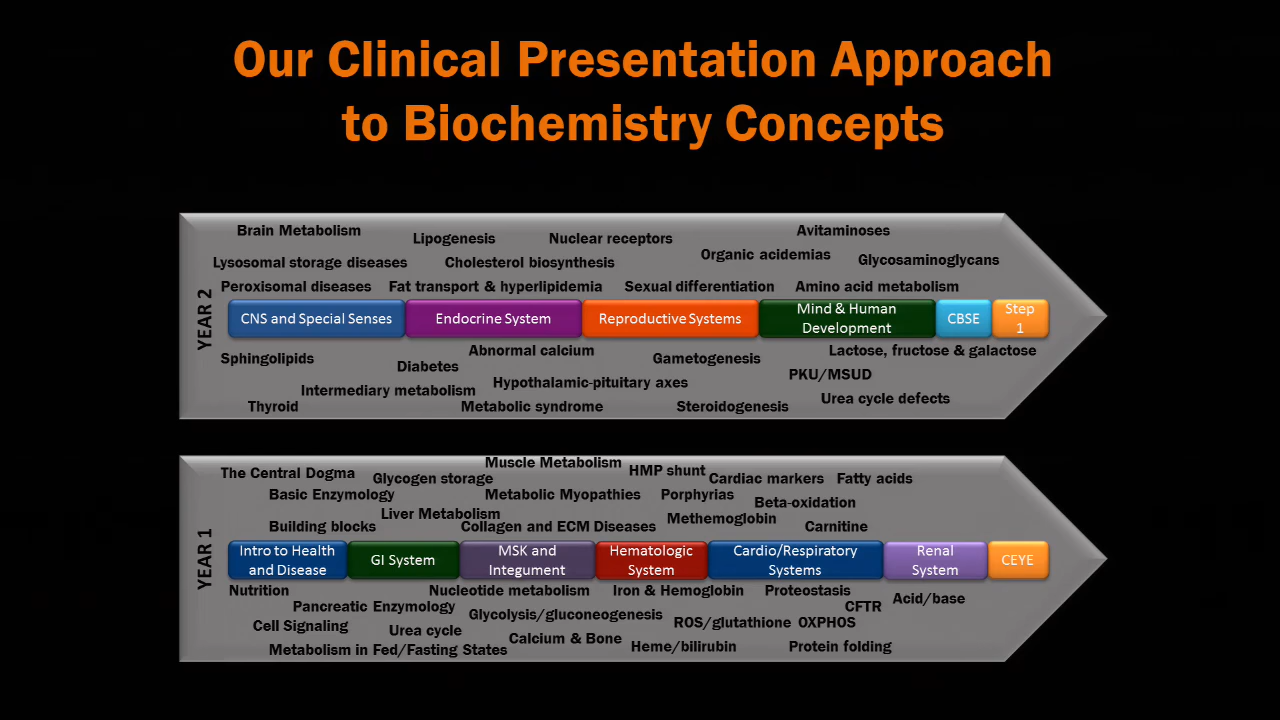 Our Clinical Presentation Approach
to Biochemistry Concepts
YEAR 2
Brain Metabolism
Lipogenesis
Nuclear receptors
Avitaminoses
Organic acidemias
Lysosomal storage diseases
Cholesterol biosynthesis
Glycosaminoglycans
Peroxisomal diseases
Fat transport & hyperlipidemia
Sexual differentiation
Amino acid metabolism
CNS and Special Senses
Endocrine System
Reproductive Systems
Mind & Human
Development
CBSE
Step
1
Sphingolipids
Abnormal calcium
Gametogenesis
Lactose, fructose & galactose
Diabetes
PKU/MSUD
Intermediary metabolism
Hypothalamic-pituitary axes
Urea cycle defects
Thyroid
Metabolic syndrome
Steroidogenesis
YEAR 1
The Central Dogma
Glycogen storage
Muscle Metabolism
HMP shunt
Cardiac markers
Fatty acids
Basic Enzymology
Metabolic Myopathies
Porphyrias
Beta-oxidation
Liver Metabolism
Methemoglobin
Building blocks
Collagen and ECM Diseases
Carnitine
Intro to Health
and Disease
GI System
MSK and
Integument
Hematologic
System
Cardio/Respiratory
Systems
Renal
System
CEYE
Nutrition
Nucleotide metabolism
Iron & Hemoglobin
Proteostasis
Acid/base
Pancreatic Enzymology
Glycolysis/gluconeogenesis
CFTR
Cell Signaling
Urea cycle
ROS/glutathione
OXPHOS
Calcium & Bone
Metabolism in Fed/Fasting States
Heme/bilirubin
Protein folding